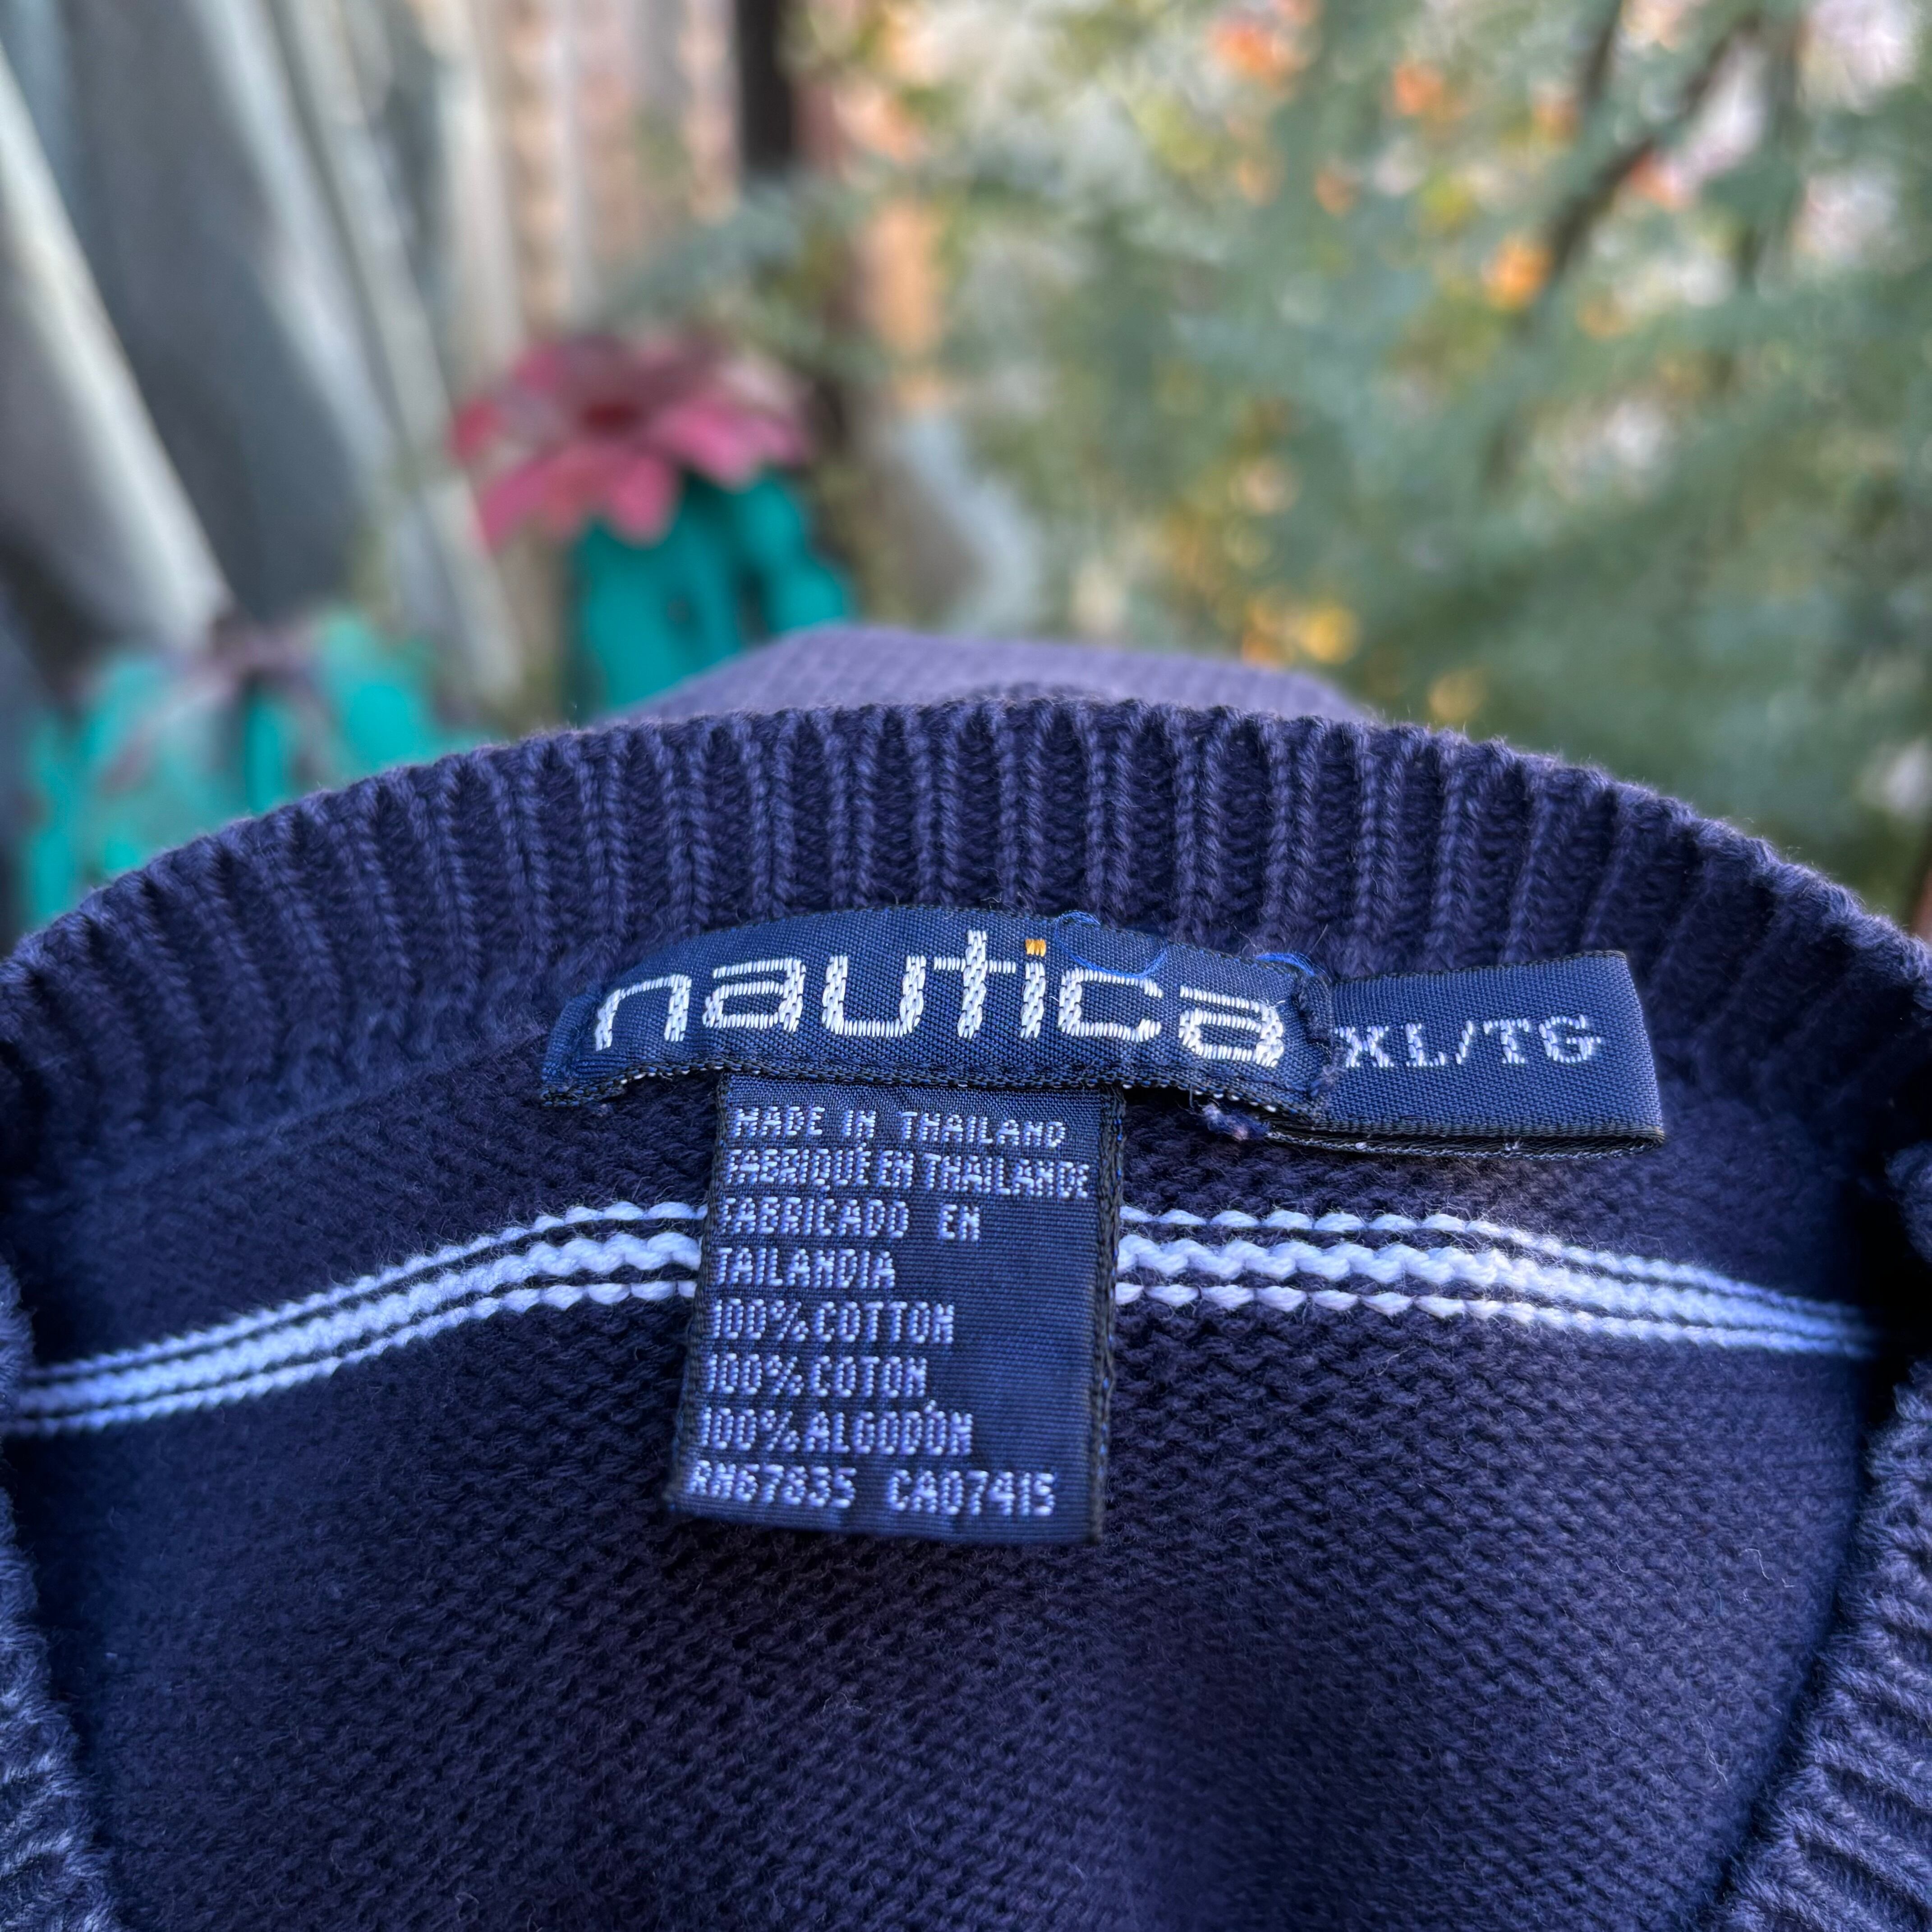 nautica
XL/TG
MADE IN THAILAND
FABRIQUE EN THAILANDE
FABRICADO EN
TAILANDIA
100% COTTON
100% COTON
100% ALGODÓN
RN67835 CA07415